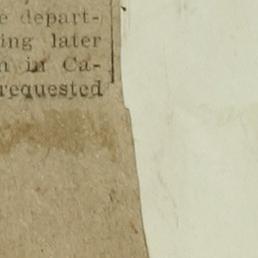 e depart-
ing later
n in Ca-
requested